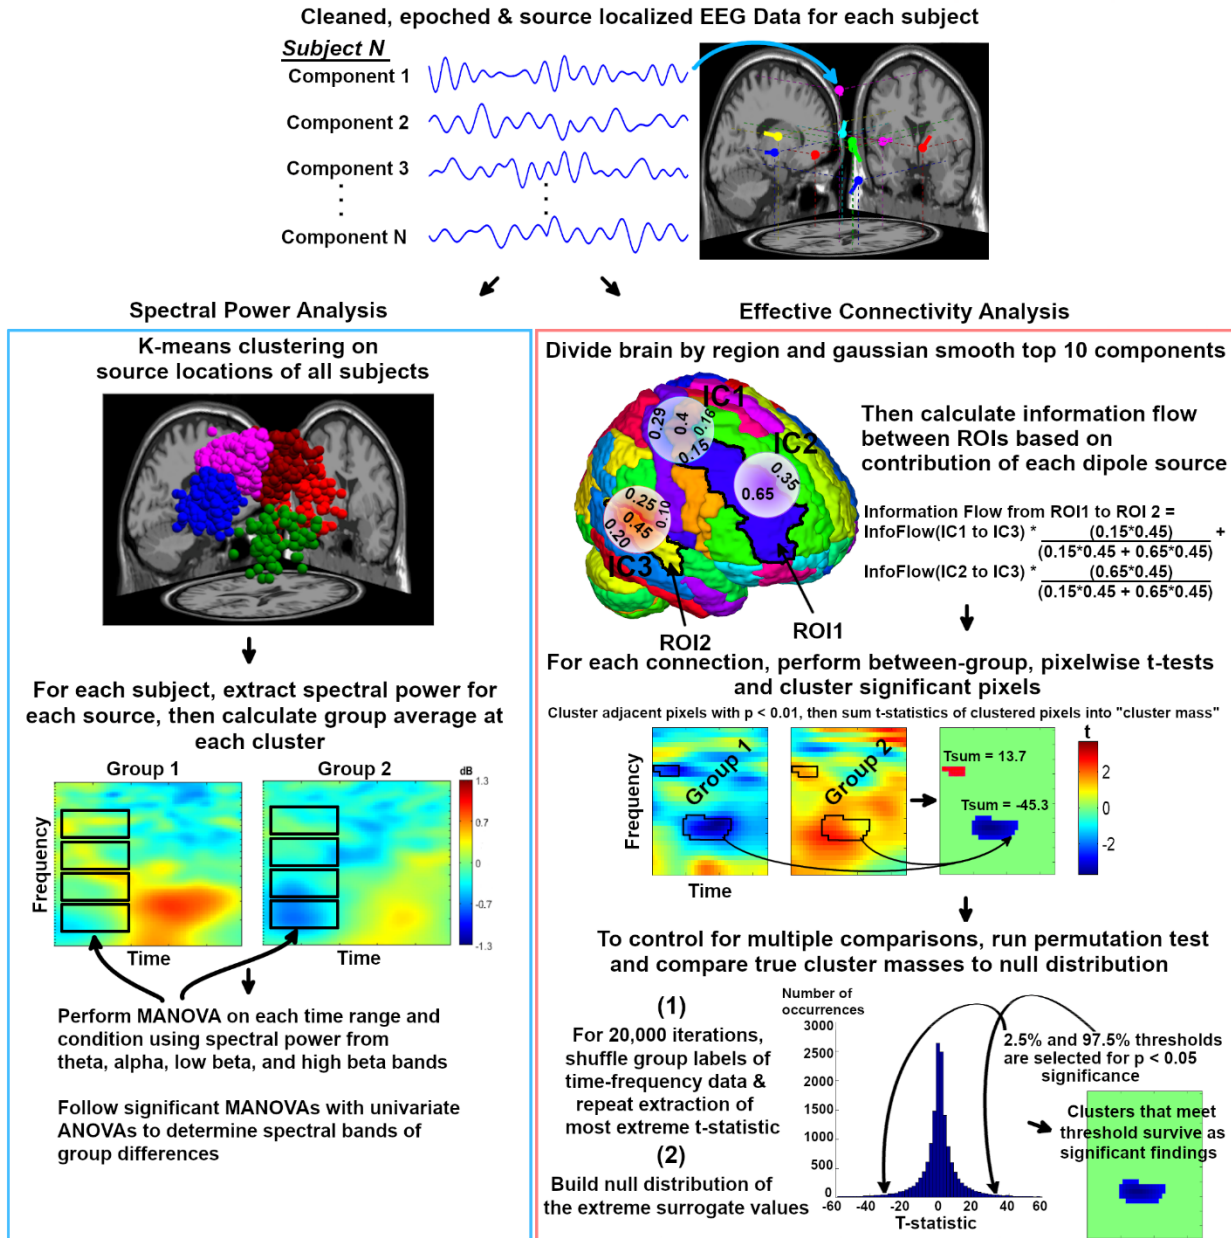 Cleaned, epoched & source localized EEG Data for each subject
Subject N
Component 1
Component 2
Component 3
Component N
Spectral Power Analysis
K-means clustering on
source locations of all subjects
For each subject, extract spectral power for
each source, then calculate group average at
each cluster
Group 1
Group 2
dB
1.3
0.7
0
-0.7
-1.3
Frequency
Time
Time
Perform MANOVA on each time range and
condition using spectral power from
theta, alpha, low beta, and high beta bands
Follow significant MANOVAs with univariate
ANOVAs to determine spectral bands of
group differences
Effective Connectivity Analysis
Divide brain by region and gaussian smooth top 10 components
IC1
0.29
0.4
0.16
0.15
IC2
0.35
0.65
0.25
0.10
0.45
0.20
IC3
ROI2
ROI1
Then calculate information flow
between ROIs based on
contribution of each dipole source
Information Flow from ROI1 to ROI 2 =
InfoFlow(IC1 to IC3) * (0.15*0.45) +
(0.15*0.45 + 0.65*0.45)
InfoFlow(IC2 to IC3) * (0.65*0.45)
(0.15*0.45 + 0.65*0.45)
For each connection, perform between-group, pixelwise t-tests
and cluster significant pixels
Cluster adjacent pixels with p < 0.01, then sum t-statistics of clustered pixels into "cluster mass"
Frequency
Group 1
Group 2
Time
Tsum = 13.7
Tsum = -45.3
t
2
0
-2
To control for multiple comparisons, run permutation test
and compare true cluster masses to null distribution
(1)
For 20,000 iterations,
shuffle group labels of
time-frequency data &
repeat extraction of
most extreme t-statistic
(2)
Build null distribution of
the extreme surrogate values
Number of
occurrences
3000
2500
2000
1500
1000
500
0
-60
-40
-20
0
20
40
60
T-statistic
2.5% and 97.5% thresholds
are selected for p < 0.05
significance
Clusters that meet
threshold survive as
significant findings